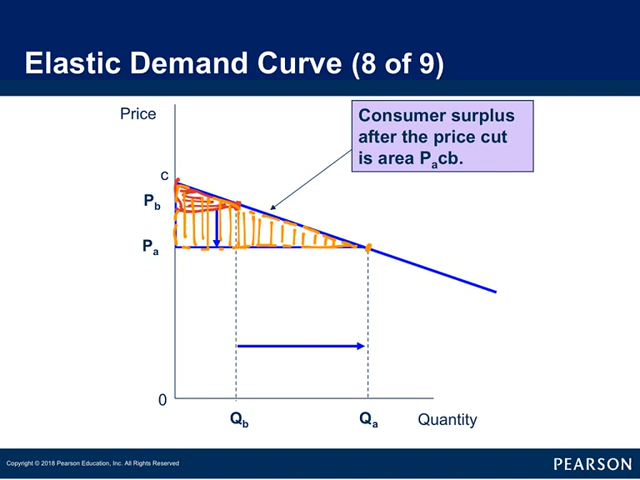 Elastic Demand Curve (8 of 9)
Price
Consumer surplus
after the price cut
is area Pacb.
c
Pb
Pa
0
Qb
Qa
Quantity
Copyright © 2018 Pearson Education, Inc. All Rights Reserved
PEARSON